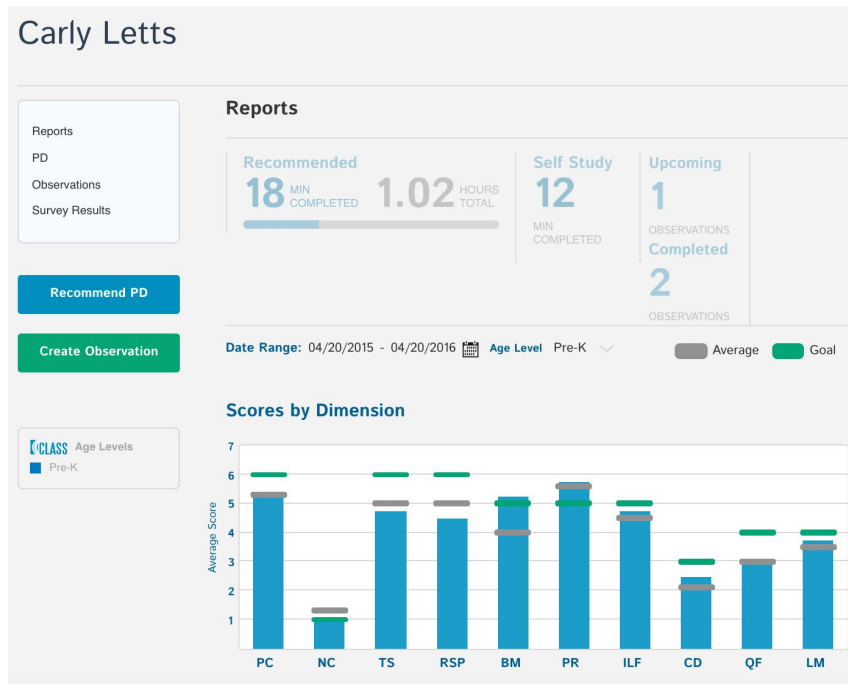 Carly Letts
Reports
PD
Observations
Survey Results
Recommend PD
Create Observation
CLASS Age Levels
Pre-K
Reports
Recommended
18 MIN COMPLETED 1.02 HOURS TOTAL
Self Study
12
MIN
COMPLETED
Upcoming
1
OBSERVATIONS
Completed
2
OBSERVATIONS
Date Range: 04/20/2015 - 04/20/2016 Age Level Pre-K
Average Goal
Scores by Dimension
Average Score
7
6
5
4
3
2
1
PC NC TS RSP BM PR ILF CD QF LM